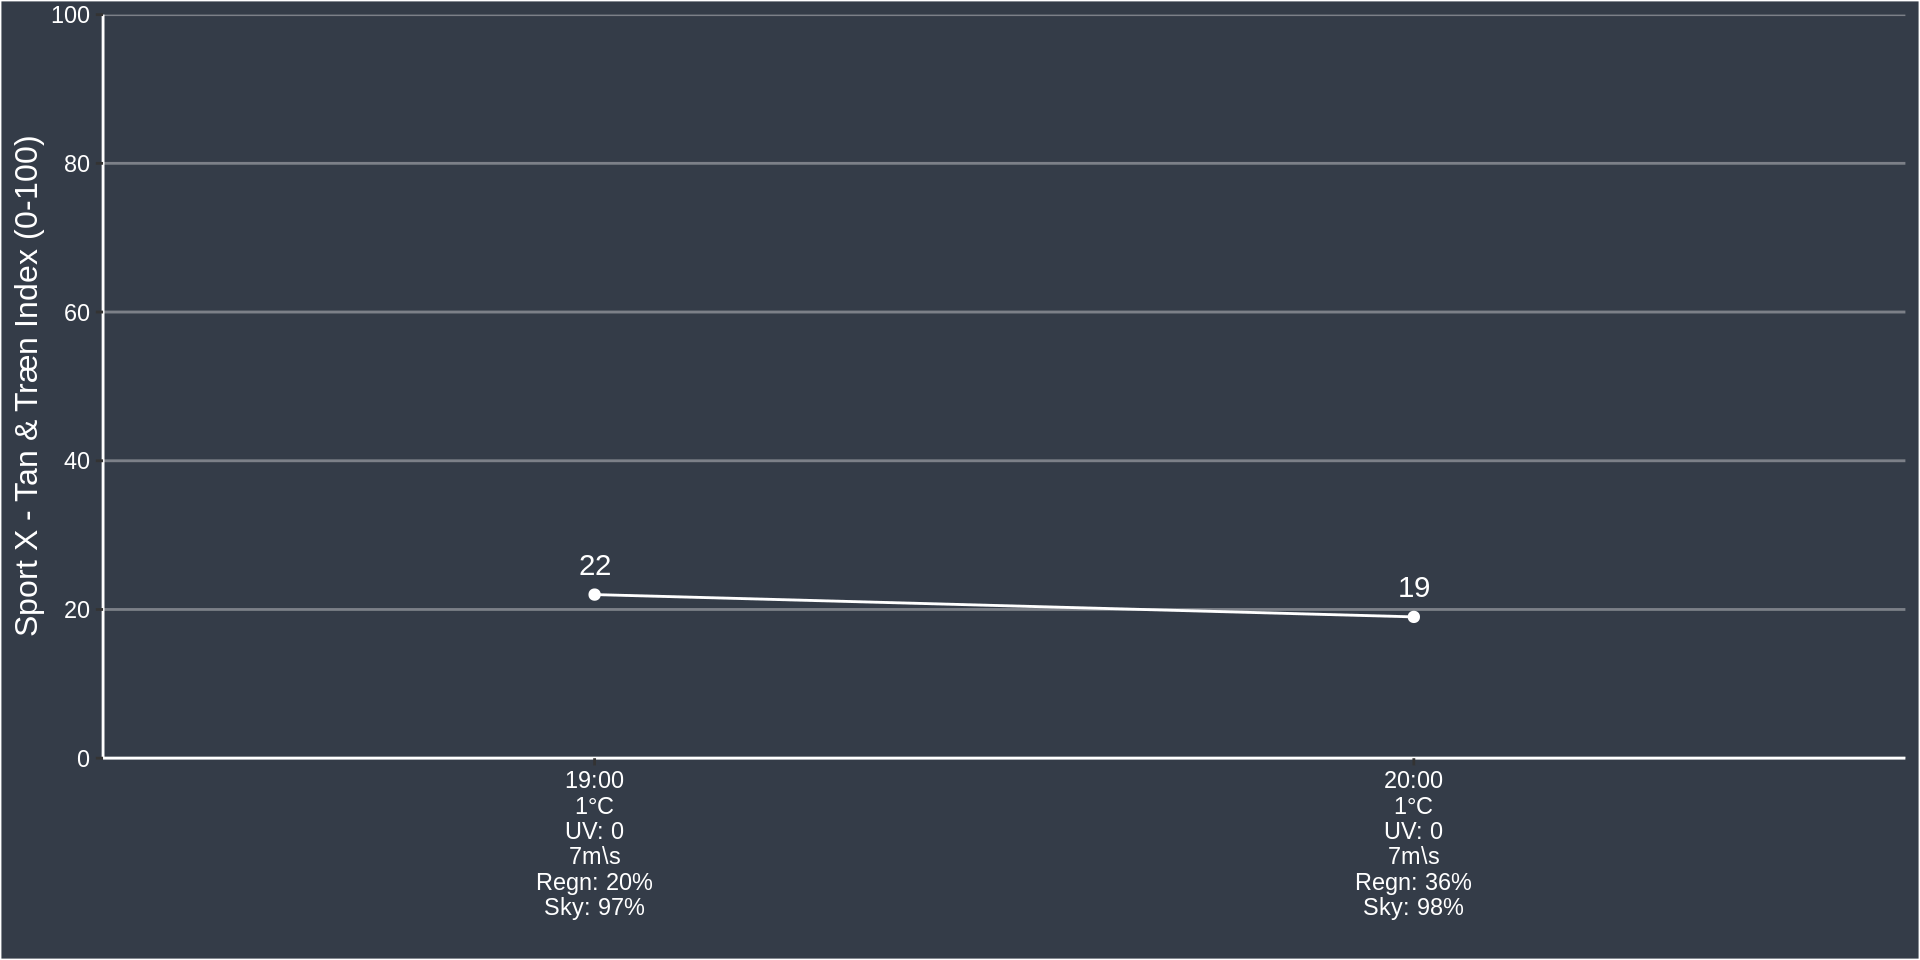 Sport X - Tan & Træn Index (0-100)
100
80
60
40
20
0
22
19
19:00
1°C
UV: 0
7m\s
Regn: 20%
Sky: 97%
20:00
1°C
UV: 0
7m\s
Regn: 36%
Sky: 98%